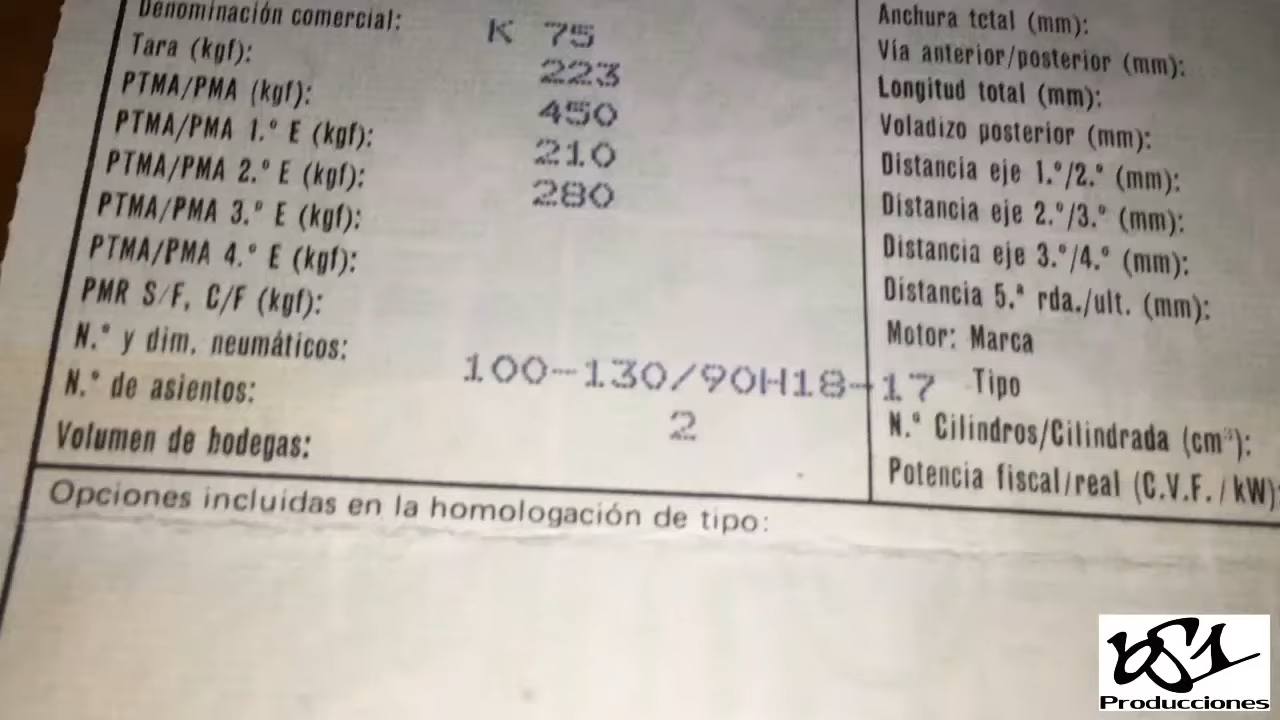 Denominación comercial: K 75
Tara (kgf): 223
PTMA/PMA (kgf): 450
PTMA/PMA 1.º E (kgf): 210
PTMA/PMA 2.º E (kgf): 280
PTMA/PMA 3.º E (kgf):
PTMA/PMA 4.º E (kgf):
PMR S/F, C/F (kgf):
N.º y dim. neumáticos: 100-130/90H18-17
N.º de asientos: 2
Volumen de bodegas:
Anchura total (mm):
Vía anterior/posterior (mm):
Longitud total (mm):
Voladizo posterior (mm):
Distancia eje 1.º/2.º (mm):
Distancia eje 2.º/3.º (mm):
Distancia eje 3.º/4.º (mm):
Distancia 5.ª rda./ult. (mm):
Motor: Marca
Tipo
N.º Cilindros/Cilindrada (cm³):
Potencia fiscal/real (C.V.F./kW):
Opciones incluidas en la homologación de tipo:
bS1
Producciones